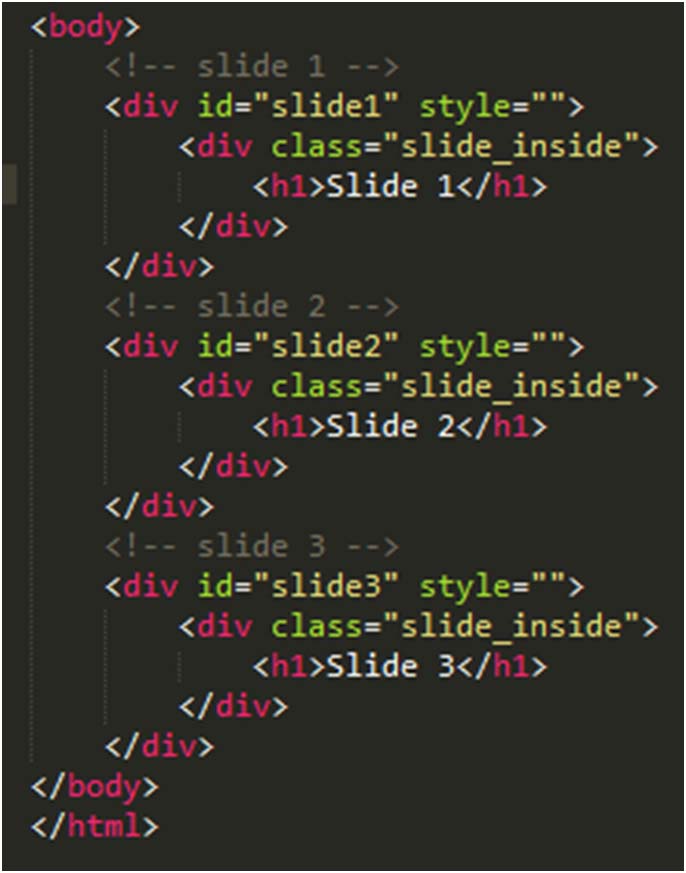 <body>
<!-- slide 1 -->
<div id="slide1" style="">
<div class="slide_inside">
<h1>Slide 1</h1>
</div>
</div>
<!-- slide 2 -->
<div id="slide2" style="">
<div class="slide_inside">
<h1>Slide 2</h1>
</div>
</div>
<!-- slide 3 -->
<div id="slide3" style="">
<div class="slide_inside">
<h1>Slide 3</h1>
</div>
</div>
</body>
</html>